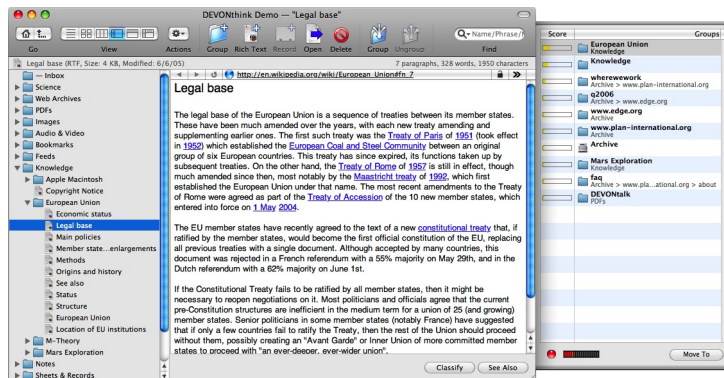 DEVONthink Demo — "Legal base"
Name/Phrase/
Go View Actions Group Rich Text Record Open Delete Group Ungroup Find
Legal base (RTF, Size: 4 KB, Modified: 6/6/05)
7 paragraphs, 328 words, 1950 characters
Inbox
Science
Web Archives
PDFs
Images
Audio & Video
Bookmarks
Feeds
Knowledge
Apple Macintosh
Copyright Notice
European Union
Economic status
Legal base
Main policies
Member state...enlargements
Methods
Origins and history
See also
Status
Structure
European Union
Location of EU institutions
M-Theory
Mars Exploration
Notes
Sheets & Records
http://en.wikipedia.org/wiki/European_Union#fn_7
Legal base
The legal base of the European Union is a sequence of treaties between its member states.
These have been much amended over the years, with each new treaty amending and
supplementing earlier ones. The first such treaty was the Treaty of Paris of 1951 (took effect
in 1952) which established the European Coal and Steel Community between an original
group of six European countries. This treaty has since expired, its functions taken up by
subsequent treaties. On the other hand, the Treaty of Rome of 1957 is still in effect, though
much amended since then, most notably by the Maastricht treaty of 1992, which first
established the European Union under that name. The most recent amendments to the Treaty
of Rome were agreed as part of the Treaty of Accession of the 10 new member states, which
entered into force on 1 May 2004.
The EU member states have recently agreed to the text of a new constitutional treaty that, if
ratified by the member states, would become the first official constitution of the EU, replacing
all previous treaties with a single document. Although accepted by many countries, this
document was rejected in a French referendum with a 55% majority on May 29th, and in the
Dutch referendum with a 62% majority on June 1st.
If the Constitutional Treaty fails to be ratified by all member states, then it might be
necessary to reopen negotiations on it. Most politicians and officials agree that the current
pre-Constitution structures are inefficient in the medium term for a union of 25 (and growing)
member states. Senior politicians in some member states (notably France) have suggested
that if only a few countries fail to ratify the Treaty, then the rest of the Union should proceed
without them, possibly creating an "Avant Garde" or Inner Union of more committed member
states to proceed with "an ever-deeper, ever-wider union".
Classify See Also
Score Groups
European Union
Knowledge
Knowledge
wherewework
Archive > www.plan-international.org
q2006
Archive > www.edge.org
www.edge.org
Archive
www.plan-international.org
Archive
Archive
Mars Exploration
Knowledge
faq
Archive > www.pla...ational.org > about
DEVONtalk
PDFs
Move To